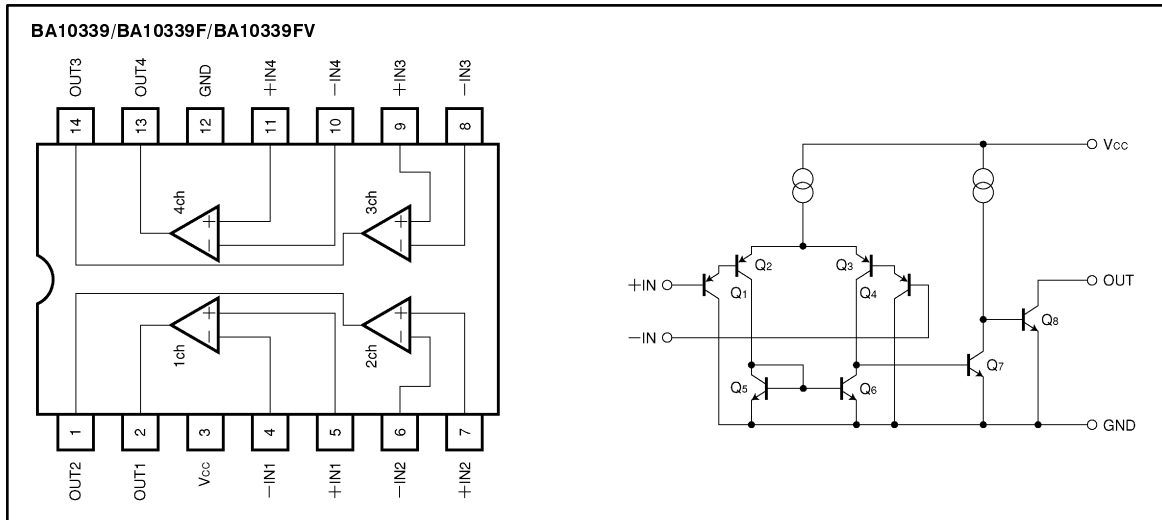 BA10339/BA10339F/BA10339FV
OUT3
OUT4
GND
+IN4
−IN4
+IN3
−IN3
14
13
12
11
10
9
8
4ch
+
−
3ch
+
−
1ch
+
−
2ch
+
−
1
2
3
4
5
6
7
OUT2
OUT1
VCC
−IN1
+IN1
−IN2
+IN2
VCC
Q2
Q3
+IN
Q1
Q4
OUT
Q8
−IN
Q7
Q5
Q6
GND